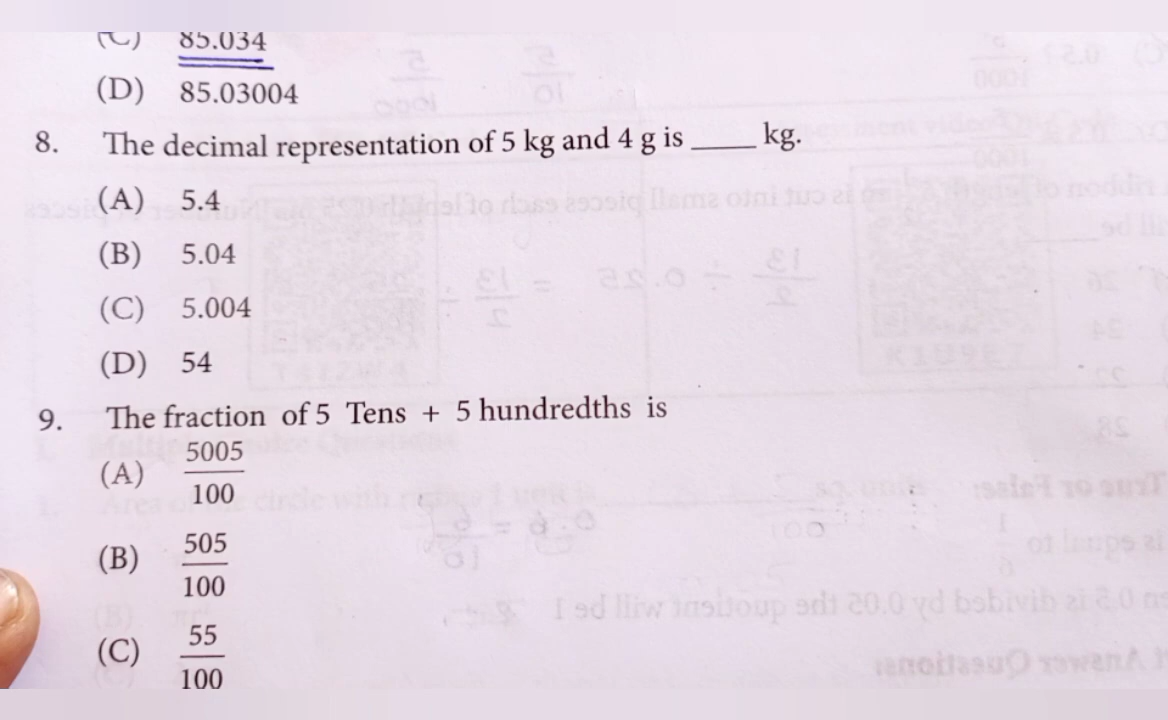 (C) 85.034
(D) 85.03004
8. The decimal representation of 5 kg and 4 g is ____ kg.
(A) 5.4
(B) 5.04
(C) 5.004
(D) 54
9. The fraction of 5 Tens + 5 hundredths is
(A) 5005/100
(B) 505/100
(C) 55/100